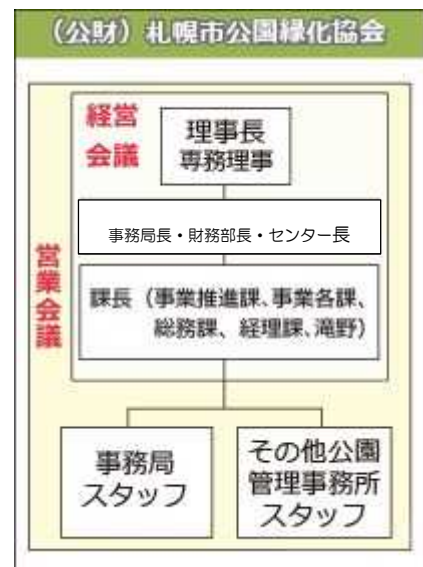 （公財）札幌市公園緑化協会
経営
会議
理事長
専務理事
事務局長・財務部長・センター長
営業会議
課長（事業推進課、事業各課、
総務課、経理課、滝野）
事務局
スタッフ
その他公園
管理事務所
スタッフ